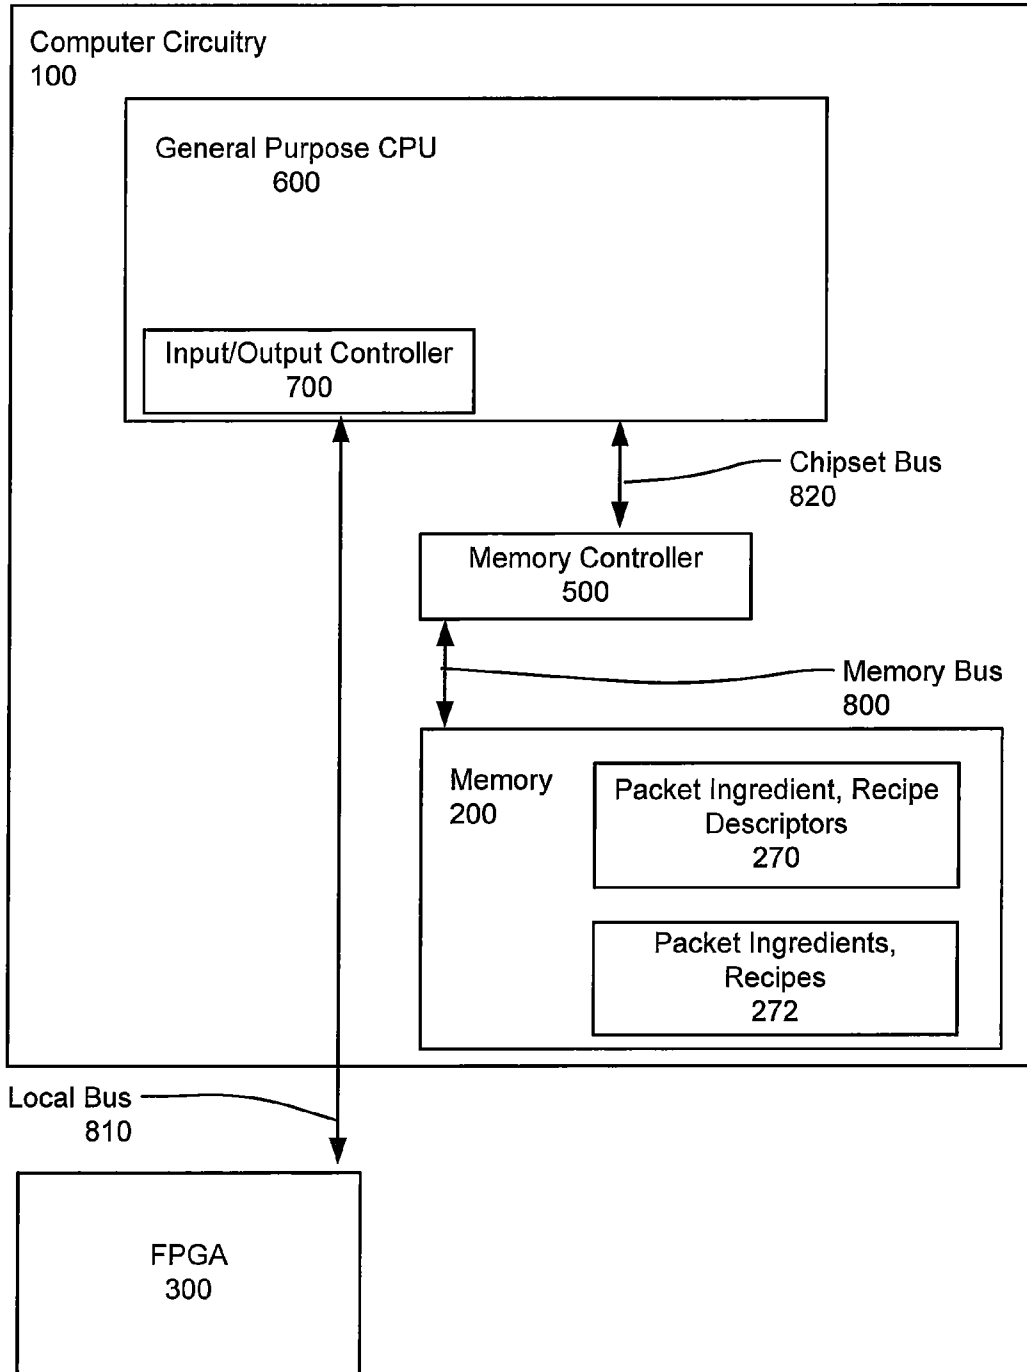 Computer Circuitry
100
General Purpose CPU
600
Input/Output Controller
700
Chipset Bus
820
Memory Controller
500
Memory Bus
800
Memory
200
Packet Ingredient, Recipe
Descriptors
270
Packet Ingredients,
Recipes
272
Local Bus
810
FPGA
300